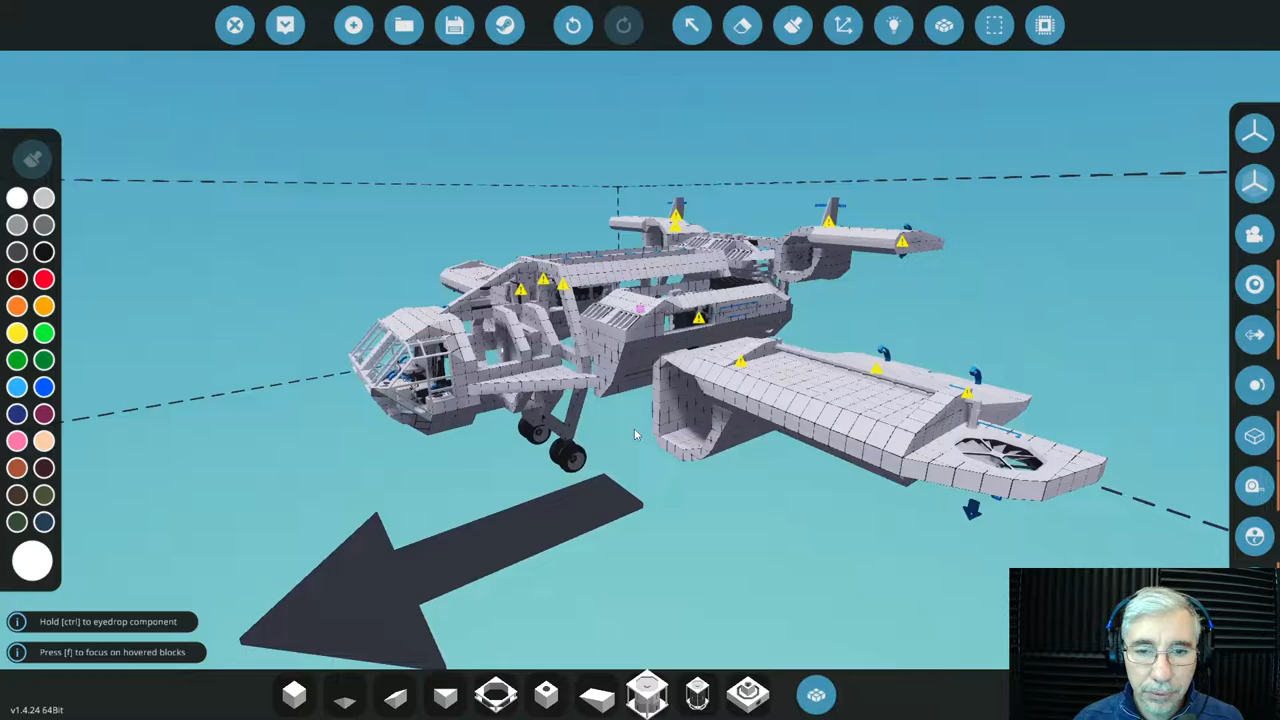 Hold [ctrl] to eyedrop component
Press [f] to focus on hovered blocks
v1.4.24 64Bit